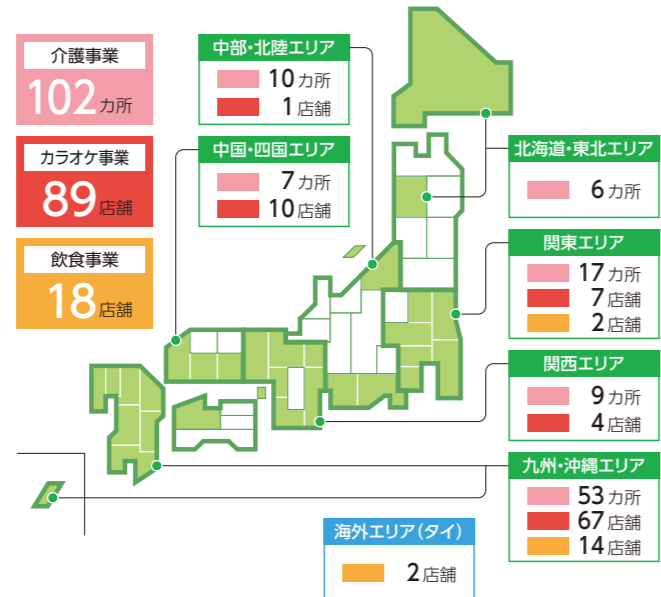 介護事業
102カ所
カラオケ事業
89店舗
飲食事業
18店舗
中部・北陸エリア
10カ所
1店舗
中国・四国エリア
7カ所
10店舗
北海道・東北エリア
6カ所
関東エリア
17カ所
7店舗
2店舗
関西エリア
9カ所
4店舗
九州・沖縄エリア
53カ所
67店舗
14店舗
海外エリア(タイ)
2店舗